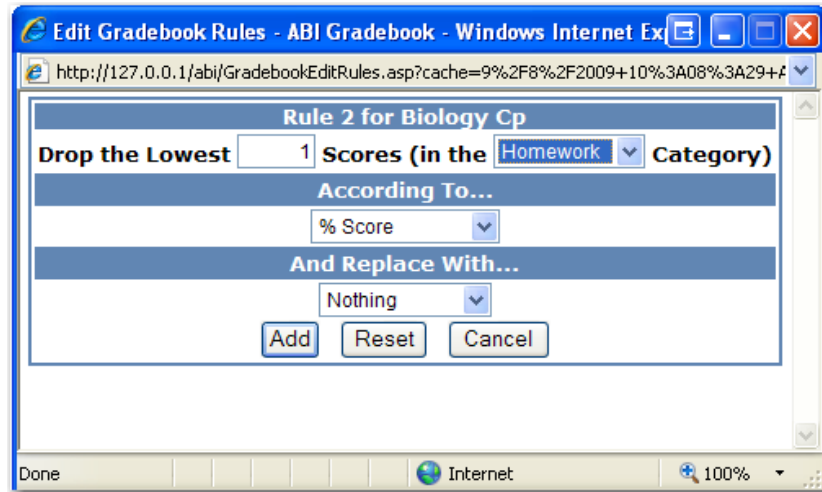 Edit Gradebook Rules - ABI Gradebook - Windows Internet Ex
http://127.0.0.1/abi/GradebookEditRules.asp?cache=9%2F8%2F2009+10%3A08%3A29+A
Rule 2 for Biology Cp
Drop the Lowest 1 Scores (in the Homework Category)
According To...
% Score
And Replace With...
Nothing
Add Reset Cancel
Done Internet 100%